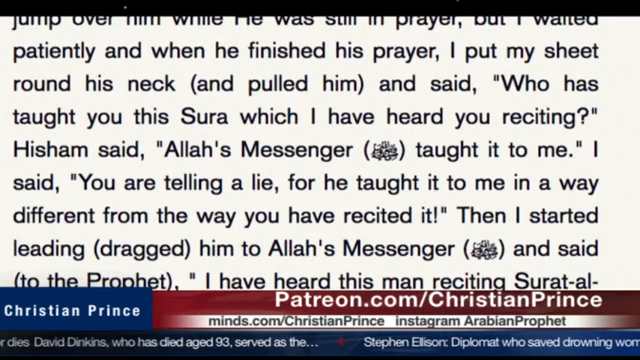 jump over him while He was still in prayer, but I waited
patiently and when he finished his prayer, I put my sheet
round his neck (and pulled him) and said, "Who has
taught you this Sura which I have heard you reciting?"
Hisham said, "Allah's Messenger (ﷺ) taught it to me." I
said, "You are telling a lie, for he taught it to me in a way
different from the way you have recited it!" Then I started
leading (dragged) him to Allah's Messenger (ﷺ) and said
(to the Prophet), " I have heard this man reciting Surat-al-
Christian Prince
Patreon.com/ChristianPrince
minds.com/ChristianPrince instagram ArabianProphet
r dies David Dinkins, who has died aged 93, served as the... Stephen Ellison: Diplomat who saved drowning wom